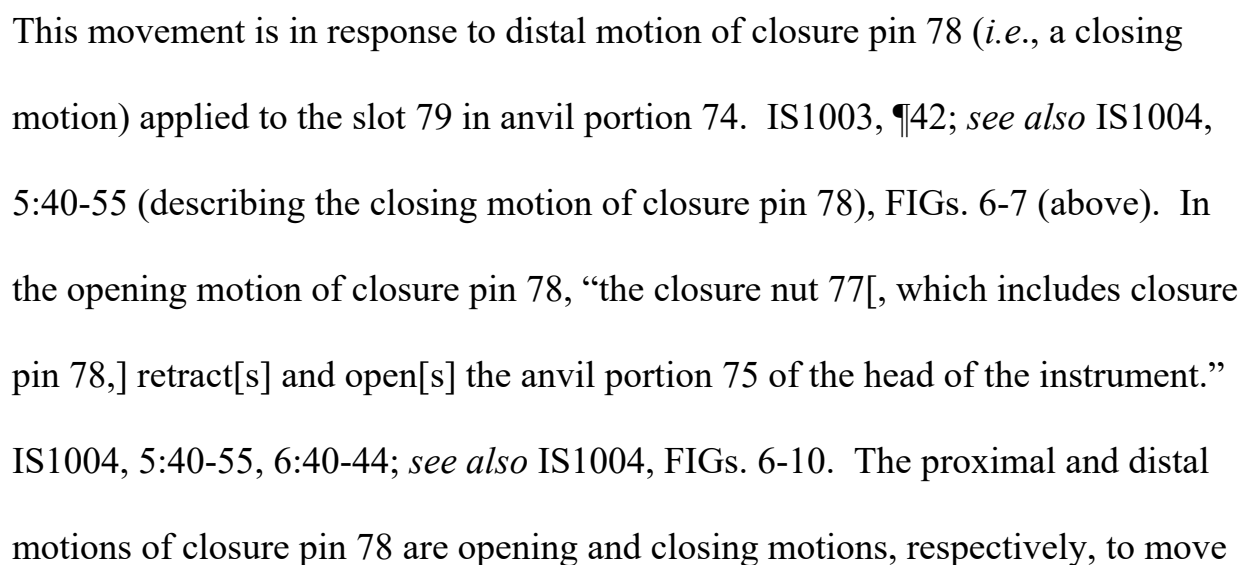 This movement is in response to distal motion of closure pin 78 (i.e., a closing
motion) applied to the slot 79 in anvil portion 74.  IS1003, ¶42; see also IS1004,
5:40-55 (describing the closing motion of closure pin 78), FIGs. 6-7 (above).  In
the opening motion of closure pin 78, “the closure nut 77[, which includes closure
pin 78,] retract[s] and open[s] the anvil portion 75 of the head of the instrument.”
IS1004, 5:40-55, 6:40-44; see also IS1004, FIGs. 6-10.  The proximal and distal
motions of closure pin 78 are opening and closing motions, respectively, to move